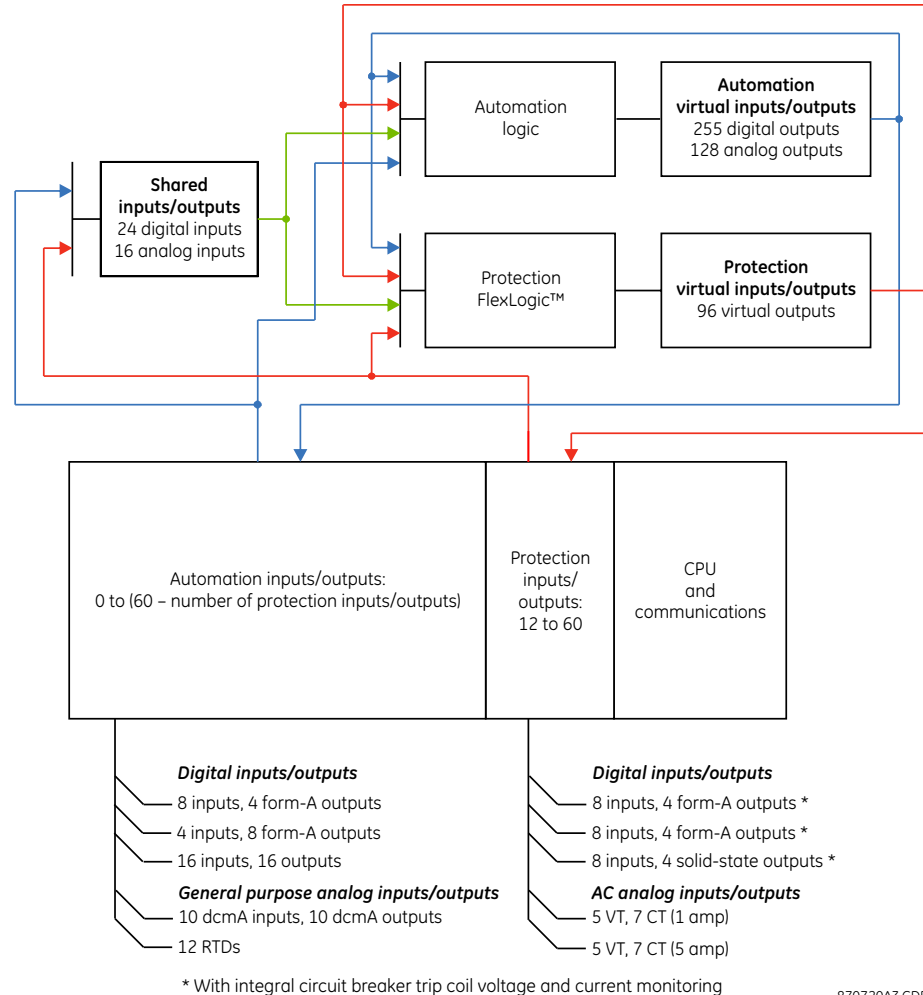 Automation
logic
Automation
virtual inputs/outputs
255 digital outputs
128 analog outputs
Shared
inputs/outputs
24 digital inputs
16 analog inputs
Protection
FlexLogic™
Protection
virtual inputs/outputs
96 virtual outputs
Automation inputs/outputs:
0 to (60 – number of protection inputs/outputs)
Protection
inputs/
outputs:
12 to 60
CPU
and
communications
Digital inputs/outputs
8 inputs, 4 form-A outputs
4 inputs, 8 form-A outputs
16 inputs, 16 outputs
General purpose analog inputs/outputs
10 dcmA inputs, 10 dcmA outputs
12 RTDs
Digital inputs/outputs
8 inputs, 4 form-A outputs *
8 inputs, 4 form-A outputs *
8 inputs, 4 solid-state outputs *
AC analog inputs/outputs
5 VT, 7 CT (1 amp)
5 VT, 7 CT (5 amp)
* With integral circuit breaker trip coil voltage and current monitoring